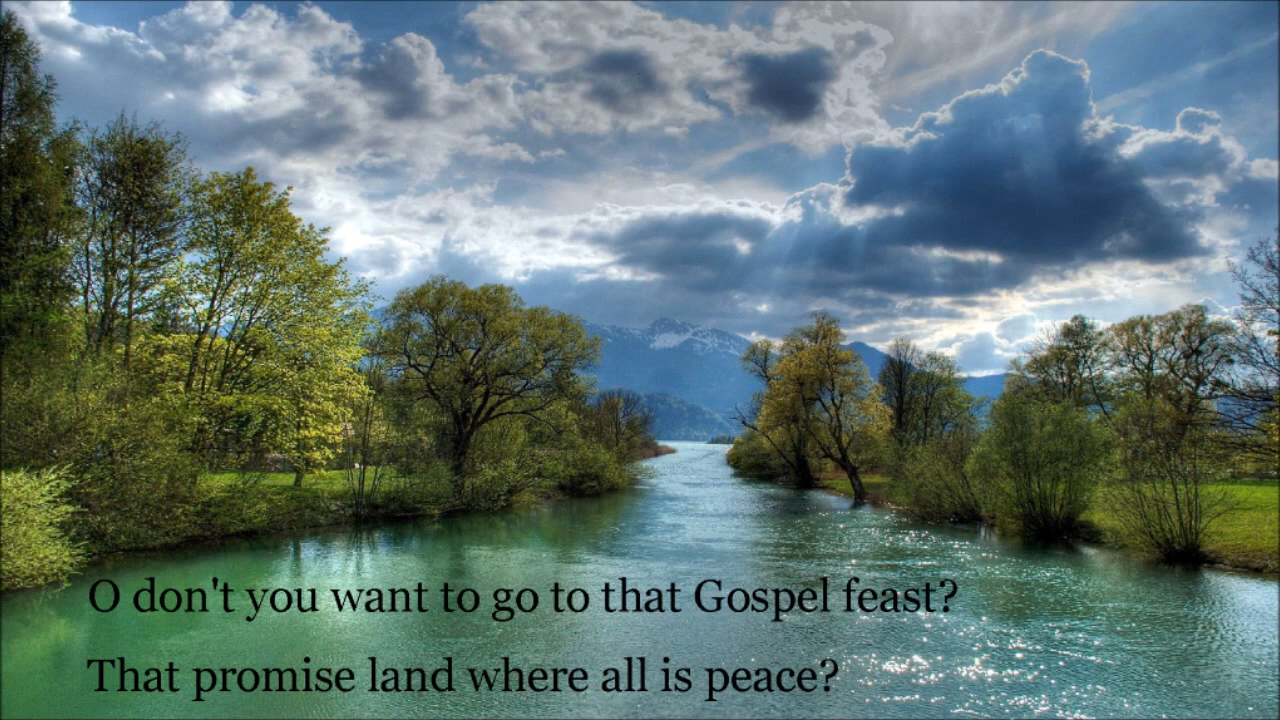 O don't you want to go to that Gospel feast?
That promise land where all is peace?